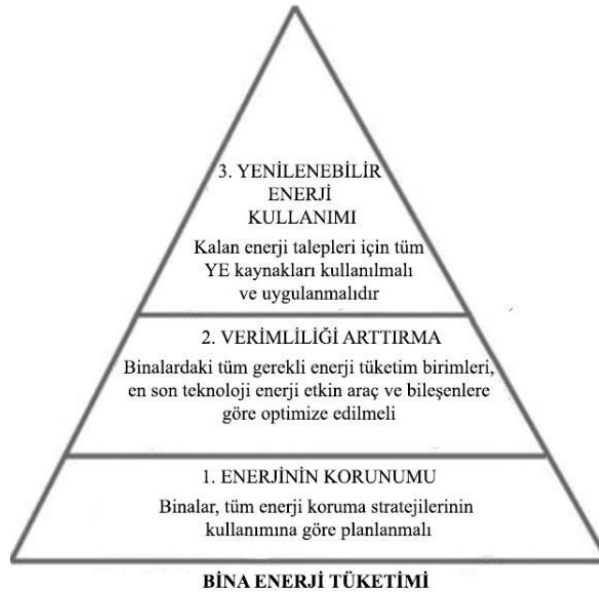 3. YENİLENEBİLİR
ENERJİ
KULLANIMI
Kalan enerji talepleri için tüm
YE kaynakları kullanılmalı
ve uygulanmalıdır
2. VERİMLİLİĞİ ARTTIRMA
Binalardaki tüm gerekli enerji tüketim birimleri,
en son teknoloji enerji etkin araç ve bileşenlere
göre optimize edilmeli
1. ENERJİNİN KORUNUMU
Binalar, tüm enerji koruma stratejilerinin
kullanımına göre planlanmalı
BİNA ENERJİ TÜKETİMİ